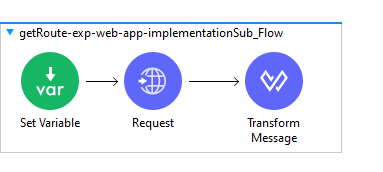 getRoute-exp-web-app-implementationSub_Flow
var
Set Variable
Request
Transform
Message